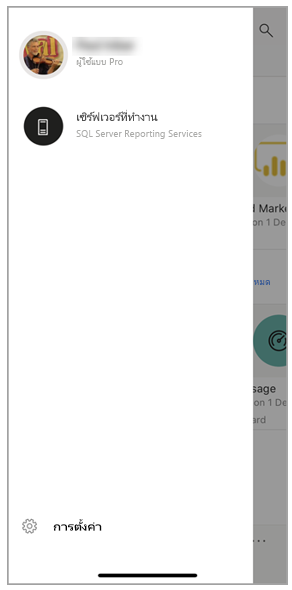 ผู้ใช้แบบ Pro
เซิร์ฟเวอร์ที่ทำงาน
SQL Server Reporting Services
d Marke
on 1 De
หมด
sage
on 1 De
ard
การตั้งค่า